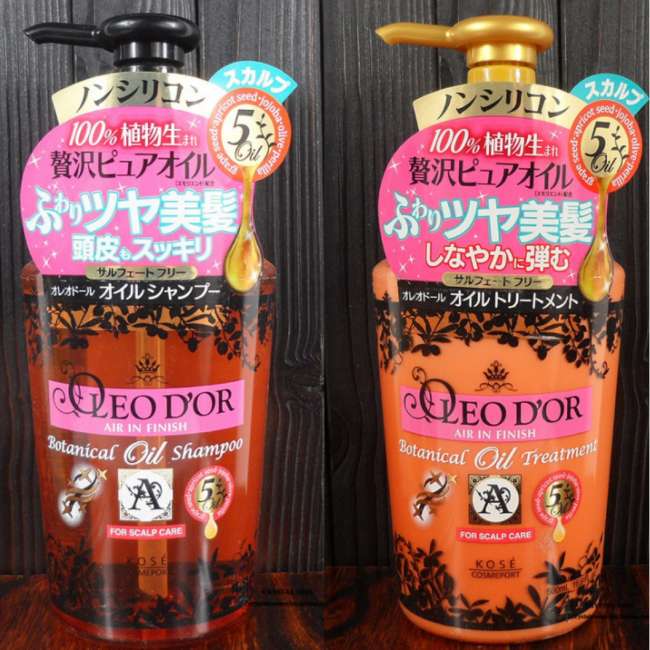 スカルプ
grape seed・apricot seed・jojoba・olive・perilla
5
Oil
ノンシリコン
100%植物生まれ
贅沢ピュアオイル
ふわりツヤ美髪
頭皮もスッキリ
サルフェート フリー
オレオドール オイル シャンプー
OLEO D'OR
AIR IN FINISH
Botanical Oil Shampoo
A
5
Oil
FOR SCALP CARE
KOSÉ
COSMEPORT
スカルプ
grape seed・apricot seed・jojoba・olive・perilla
5
Oil
ノンシリコン
100%植物生まれ
贅沢ピュアオイル
ふわりツヤ美髪
しなやかに弾む
サルフェート フリー
オレオドール オイル トリートメント
OLEO D'OR
AIR IN FINISH
Botanical Oil Treatment
A
5
Oil
FOR SCALP CARE
KOSÉ
COSMEPORT